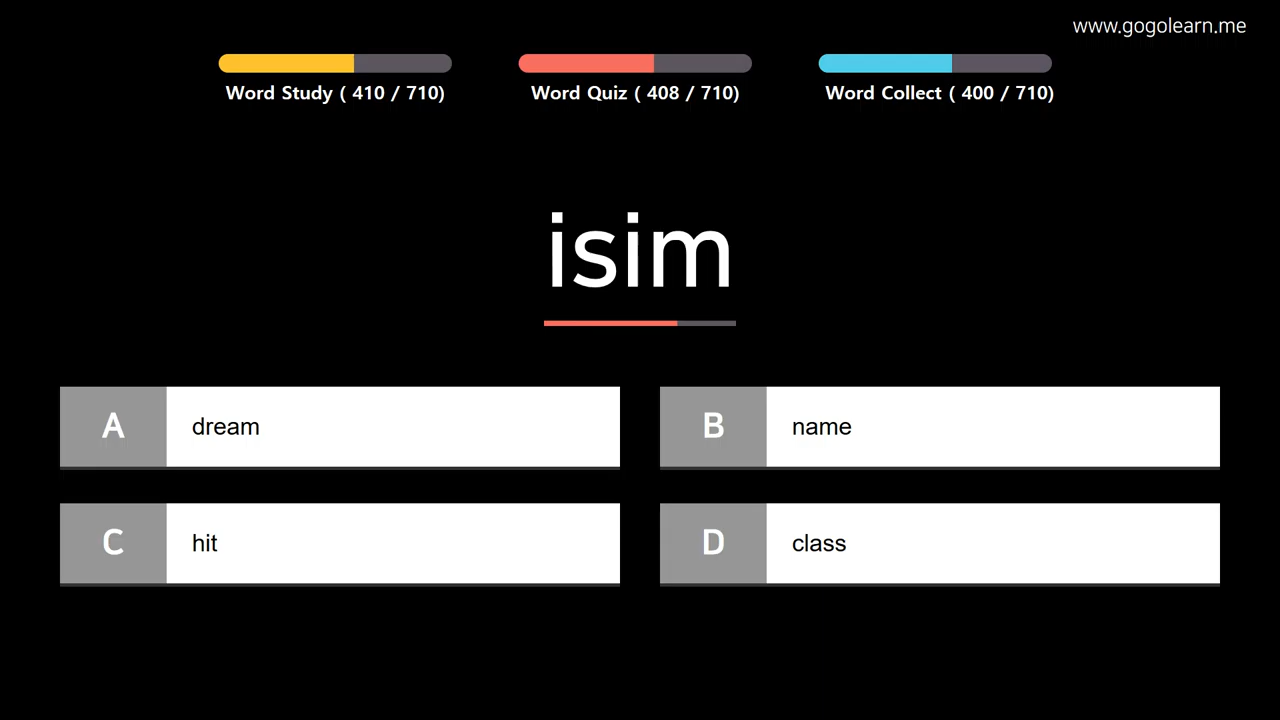 www.gogolearn.me
Word Study ( 410 / 710)
Word Quiz ( 408 / 710)
Word Collect ( 400 / 710)
isim
A dream
B name
C hit
D class